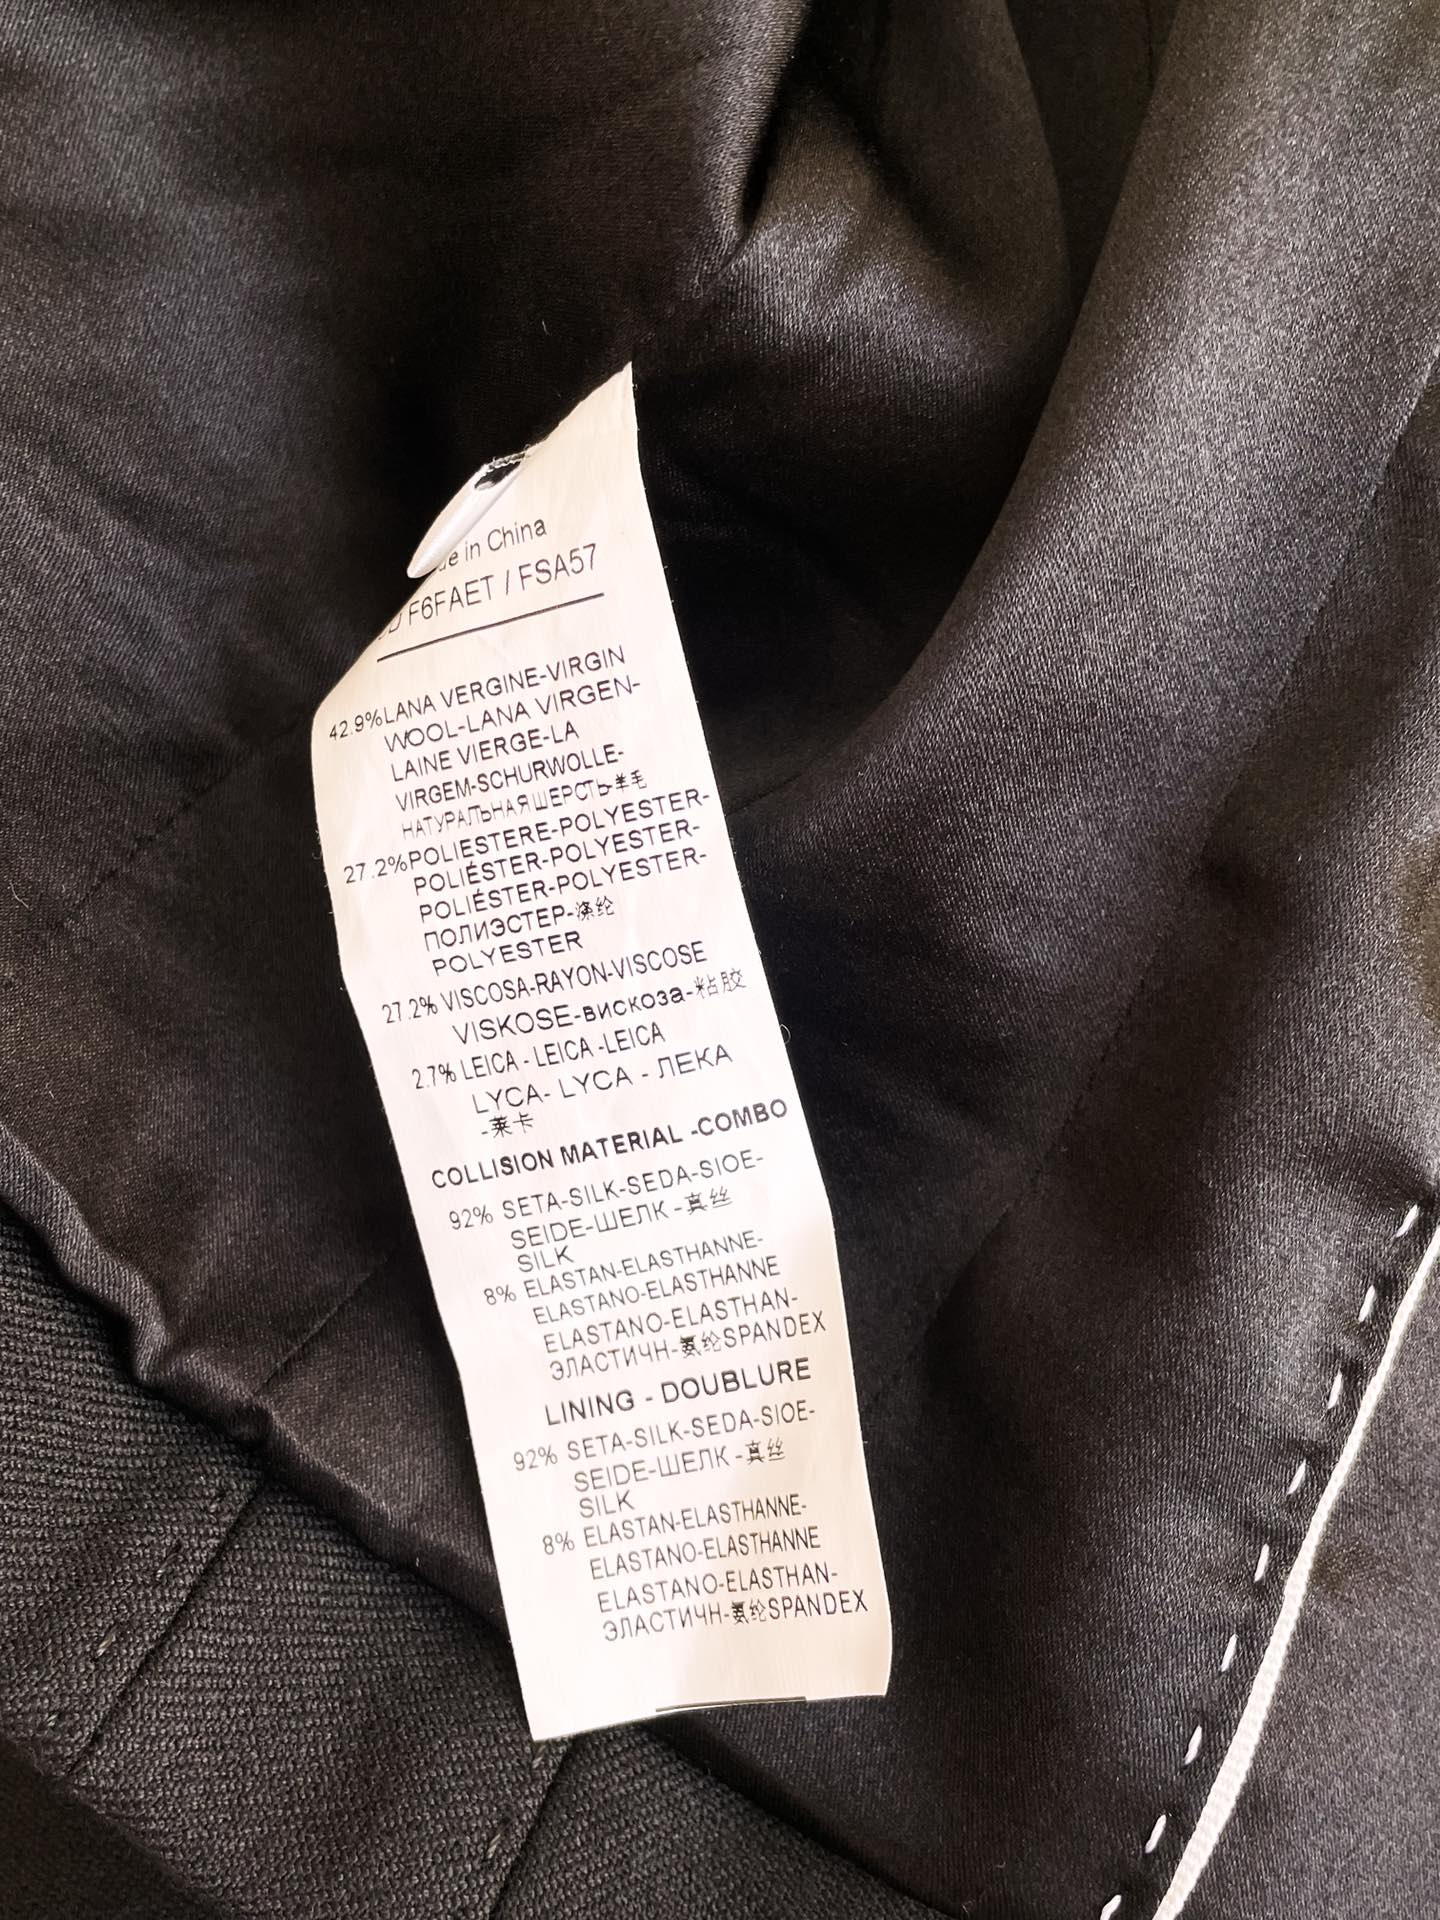 in China
F6FAET / FSA57
42.9%LANA VERGINE-VIRGIN
WOOL-LANA VIRGEN-
LAINE VIERGE-LA
VIRGEM-SCHURWOLLE-
НАТУРАЛЬНАЯШЕРСТЬ-羊毛
27.2%POLIESTERE-POLYESTER-
POLIÉSTER-POLYESTER-
POLIÉSTER-POLYESTER-
ПОЛИЭСТЕР-涤纶
POLYESTER
27.2% VISCOSA-RAYON-VISCOSE
VISKOSE-вискоза-粘胶
2.7% LEICA - LEICA -LEICA
LYCA- LYCA - ЛЕКА
-莱卡
COLLISION MATERIAL -COMBO
92% SETA-SILK-SEDA-SIOE-
SEIDE-ШЕЛК -真丝
SILK
8% ELASTAN-ELASTHANNE-
ELASTANO-ELASTHANNE
ELASTANO-ELASTHAN-
ЭЛАСТИЧН-氨纶SPANDEX
LINING - DOUBLURE
92% SETA-SILK-SEDA-SIOE-
SEIDE-ШЕЛК -真丝
SILK
8% ELASTAN-ELASTHANNE-
ELASTANO-ELASTHANNE
ELASTANO-ELASTHAN-
ЭЛАСТИЧН-氨纶SPANDEX